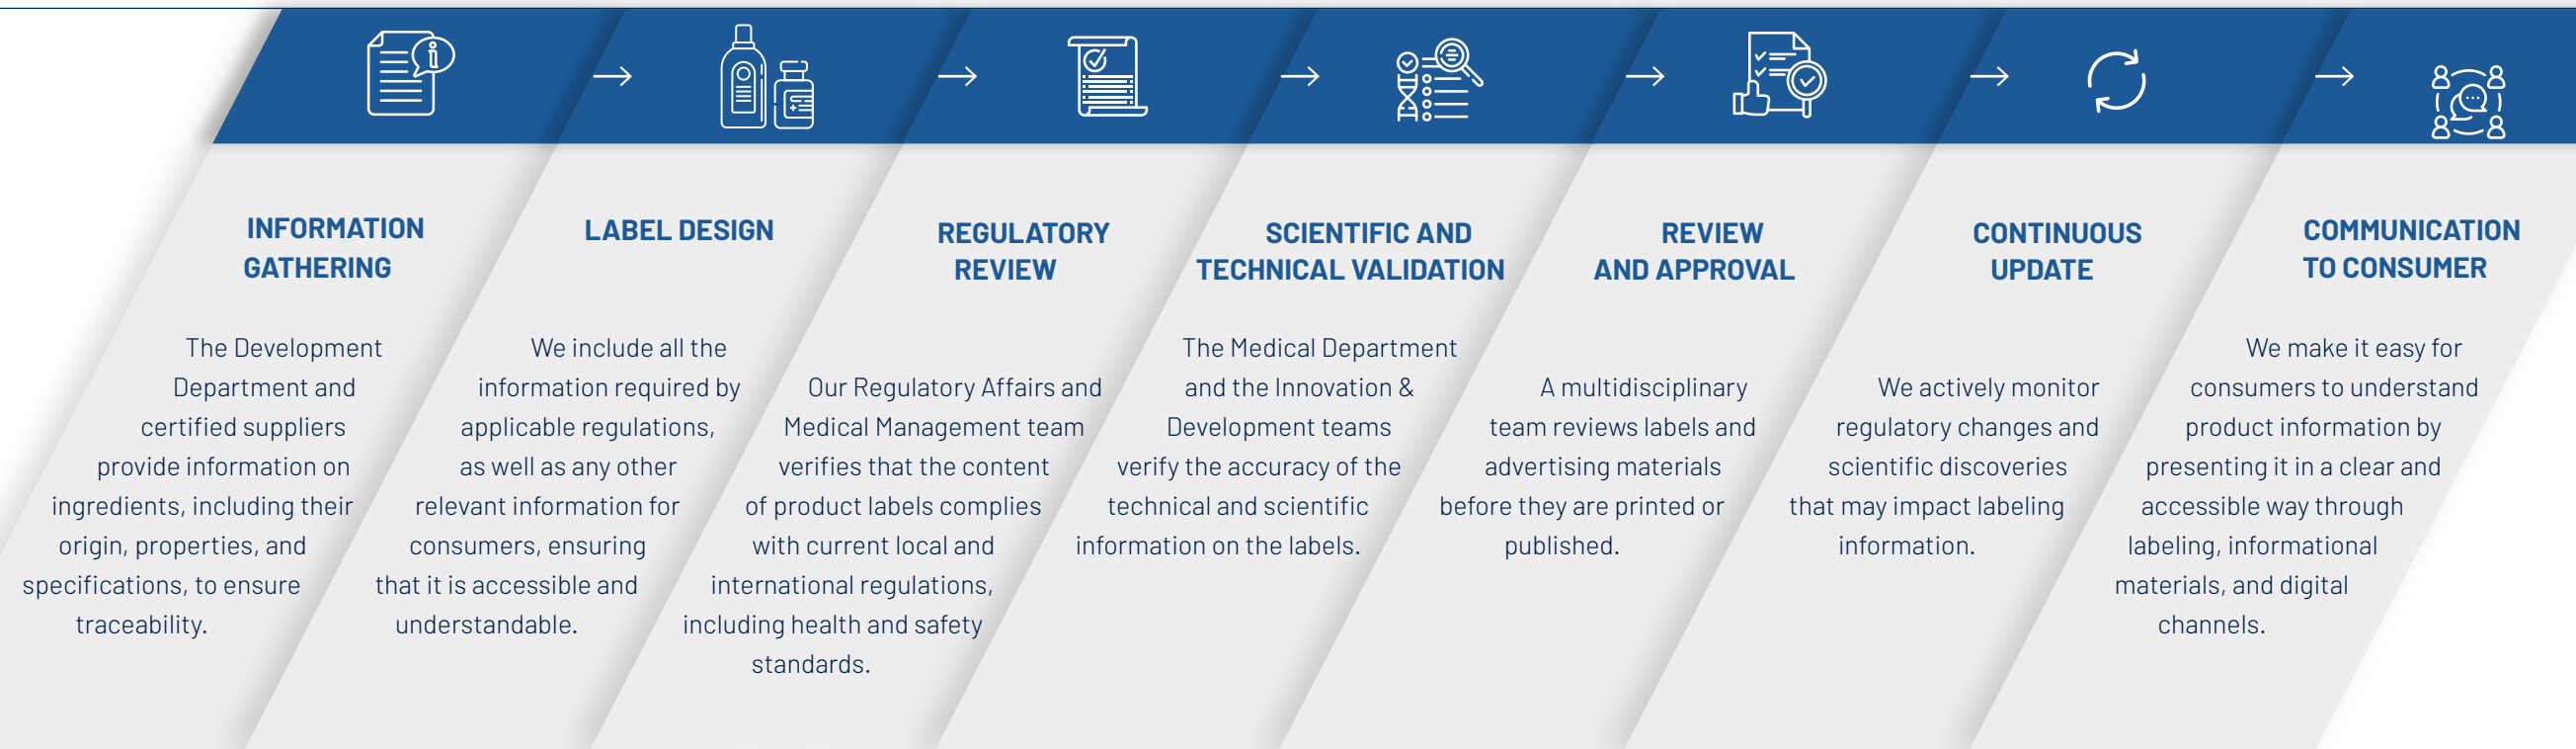 INFORMATION
GATHERING
The Development
Department and
certified suppliers
provide information on
ingredients, including their
origin, properties, and
specifications, to ensure
traceability.
LABEL DESIGN
We include all the
information required by
applicable regulations,
as well as any other
relevant information for
consumers, ensuring
that it is accessible and
understandable.
REGULATORY
REVIEW
Our Regulatory Affairs and
Medical Management team
verifies that the content
of product labels complies
with current local and
international regulations,
including health and safety
standards.
SCIENTIFIC AND
TECHNICAL VALIDATION
The Medical Department
and the Innovation &
Development teams
verify the accuracy of the
technical and scientific
information on the labels.
REVIEW
AND APPROVAL
A multidisciplinary
team reviews labels and
advertising materials
before they are printed or
published.
CONTINUOUS
UPDATE
We actively monitor
regulatory changes and
scientific discoveries
that may impact labeling
information.
COMMUNICATION
TO CONSUMER
We make it easy for
consumers to understand
product information by
presenting it in a clear and
accessible way through
labeling, informational
materials, and digital
channels.